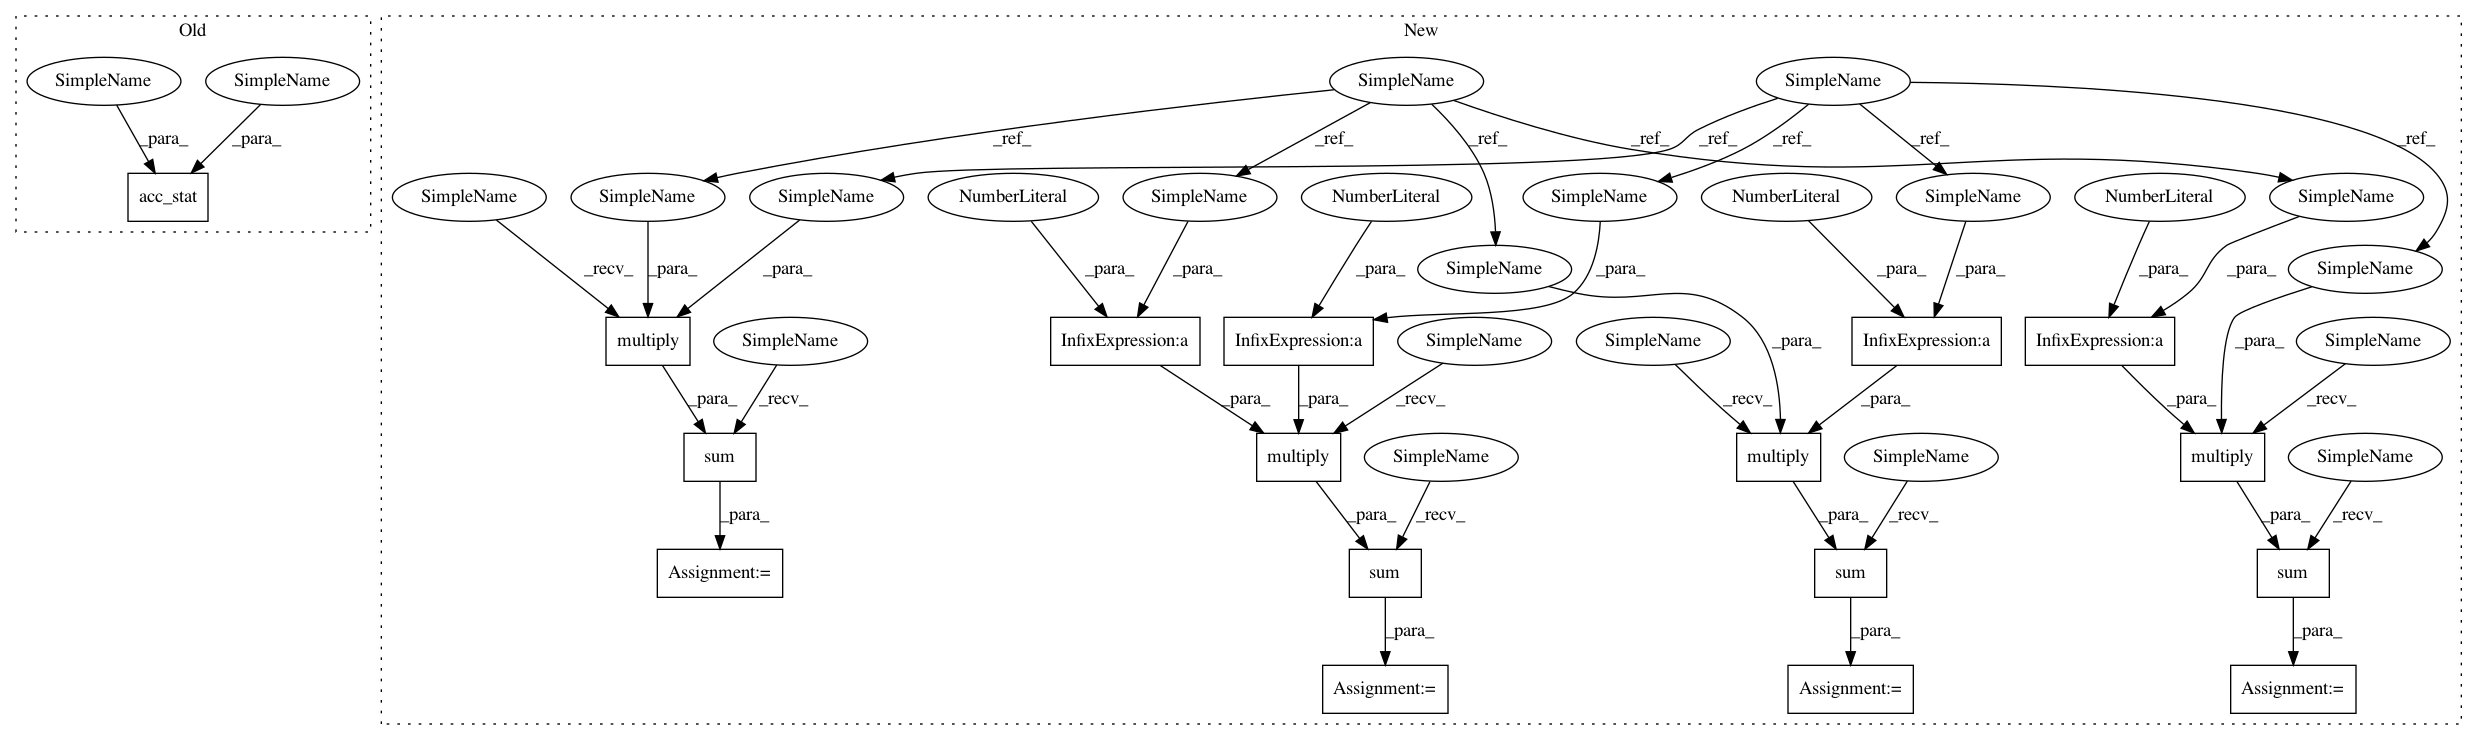 Old
New
SimpleName
SimpleName
SimpleName
SimpleName
_para_
_para_
_ref_
_ref_
_ref_
_ref_
_ref_
_ref_
_ref_
_ref_
acc_stat
SimpleName
SimpleName
SimpleName
NumberLiteral
SimpleName
NumberLiteral
SimpleName
NumberLiteral
SimpleName
NumberLiteral
SimpleName
_recv_
_para_
_para_
_para_
_para_
_para_
SimpleName
_para_
_para_
_para_
_para_
_para_
SimpleName
multiply
SimpleName
InfixExpression:a
InfixExpression:a
SimpleName
SimpleName
_para_
InfixExpression:a
InfixExpression:a
_para_
SimpleName
_para_
_recv_
_para_
_para_
_recv_
_recv_
_para_
_para_
_recv_
sum
multiply
SimpleName
multiply
SimpleName
multiply
SimpleName
_para_
_para_
_recv_
_para_
_recv_
_para_
_recv_
Assignment:=
sum
sum
sum
_para_
_para_
_para_
Assignment:=
Assignment:=
Assignment:=